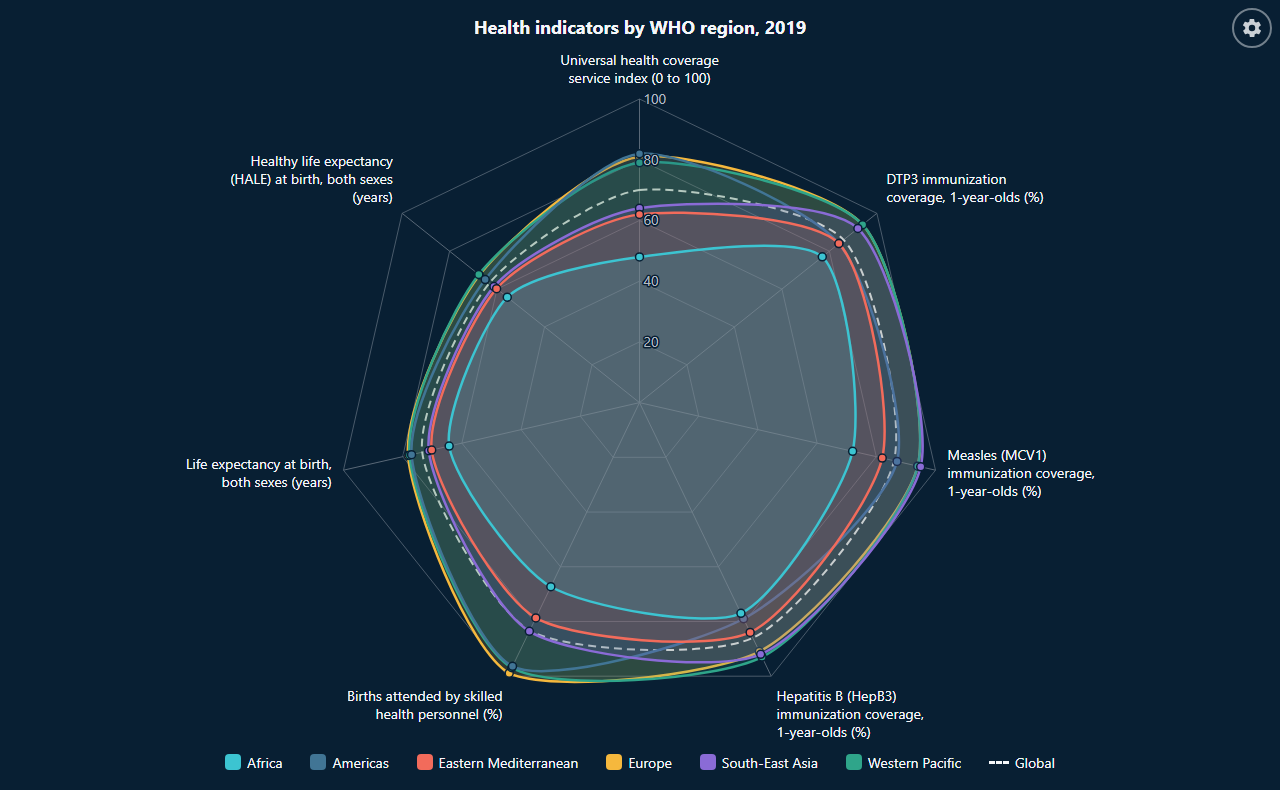 Health indicators by WHO region, 2019
Universal health coverage
service index (0 to 100)
100
80
60
40
20
Healthy life expectancy
(HALE) at birth, both sexes
(years)
DTP3 immunization
coverage, 1-year-olds (%)
Life expectancy at birth,
both sexes (years)
Measles (MCV1)
immunization coverage,
1-year-olds (%)
Births attended by skilled
health personnel (%)
Hepatitis B (HepB3)
immunization coverage,
1-year-olds (%)
Africa
Americas
Eastern Mediterranean
Europe
South-East Asia
Western Pacific
Global